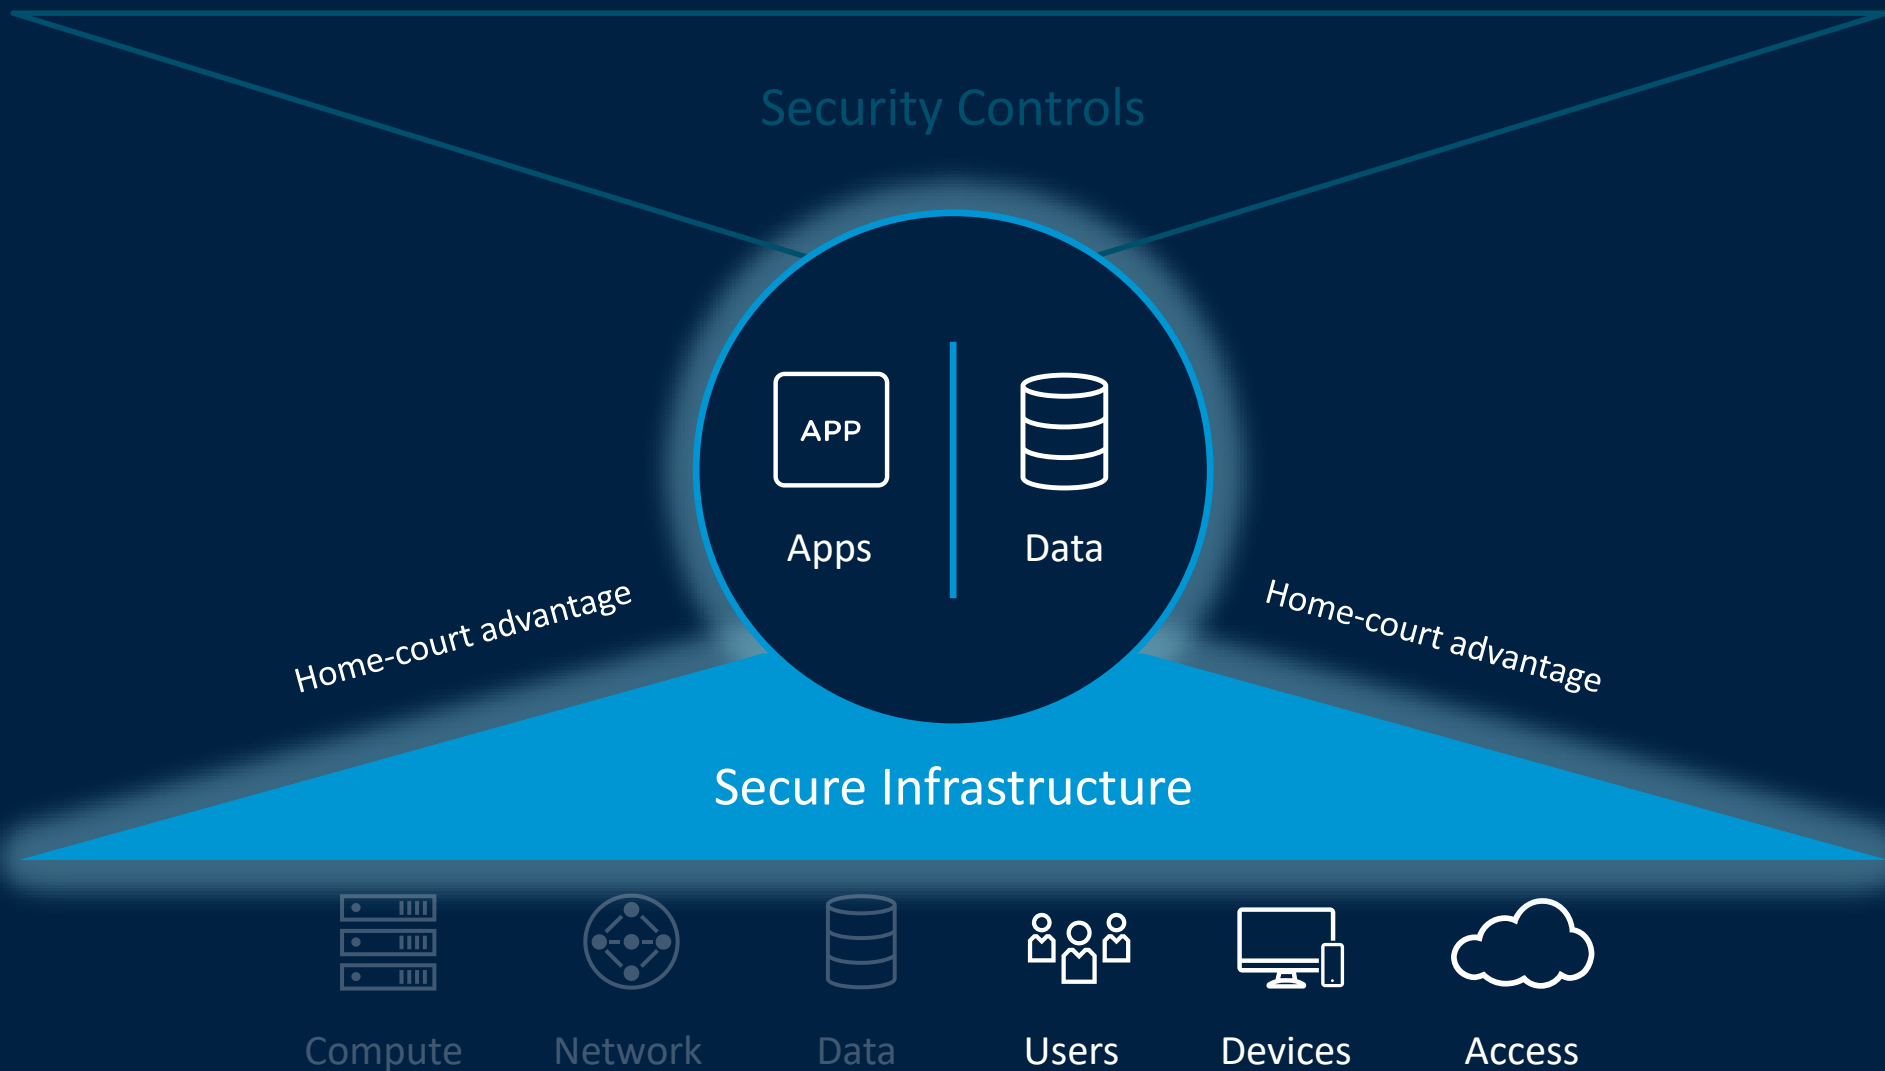 Security Controls
APP
Apps
Data
Home-court advantage
Home-court advantage
Secure Infrastructure
Compute
Network
Data
Users
Devices
Access